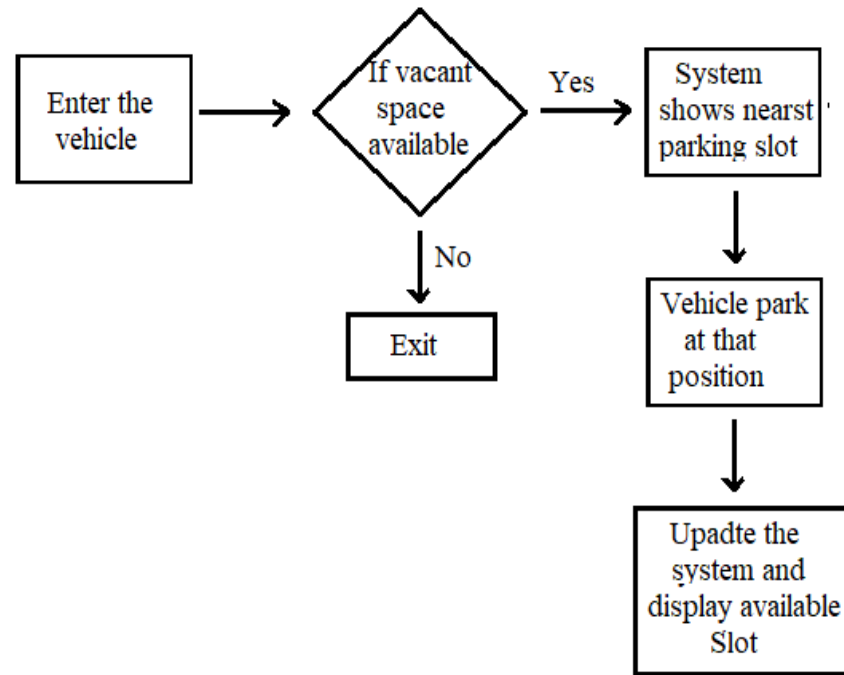 Enter the
vehicle
If vacant
space
available
Yes
System
shows nearst
parking slot
No
Exit
Vehicle park
at that
position
Upadte the
system and
display available
Slot